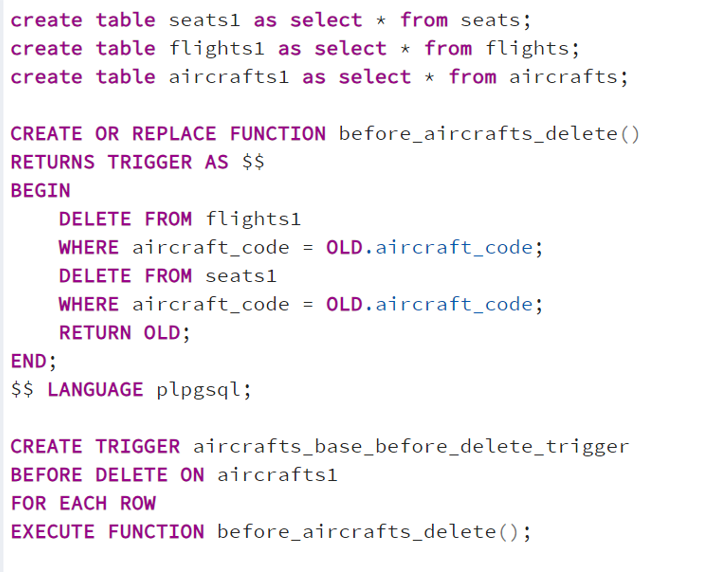 create table seats1 as select * from seats;
create table flights1 as select * from flights;
create table aircrafts1 as select * from aircrafts;
CREATE OR REPLACE FUNCTION before_aircrafts_delete()
RETURNS TRIGGER AS $$
BEGIN
DELETE FROM flights1
WHERE aircraft_code = OLD.aircraft_code;
DELETE FROM seats1
WHERE aircraft_code = OLD.aircraft_code;
RETURN OLD;
END;
$$ LANGUAGE plpgsql;
CREATE TRIGGER aircrafts_base_before_delete_trigger
BEFORE DELETE ON aircrafts1
FOR EACH ROW
EXECUTE FUNCTION before_aircrafts_delete();